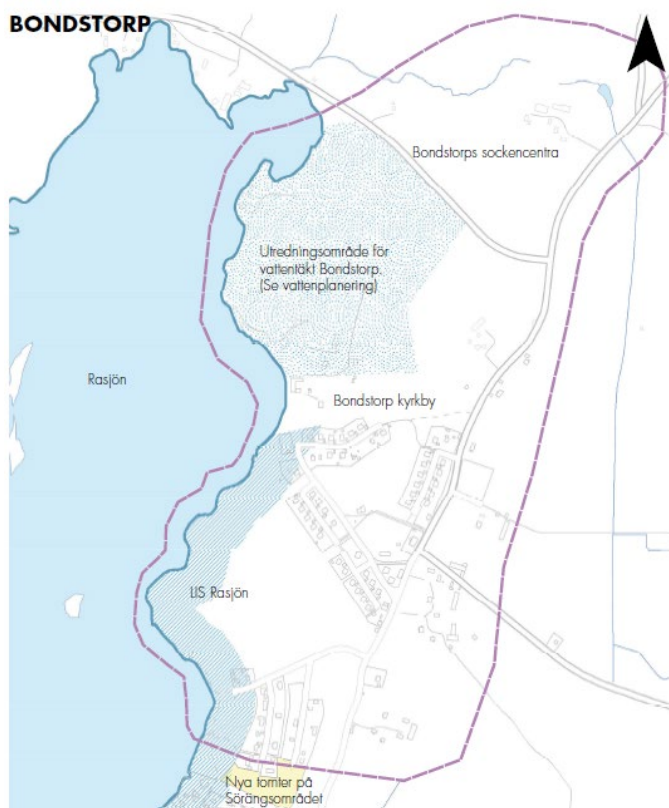 BONDSTORP
Bondstorps sockencentra
Utredningsområde för
vattentäkt Bondstorp.
(Se vattenplanering)
Rasjön
Bondstorp kyrkby
LIS Rasjön
Nya tomter på
Sörängsområdet